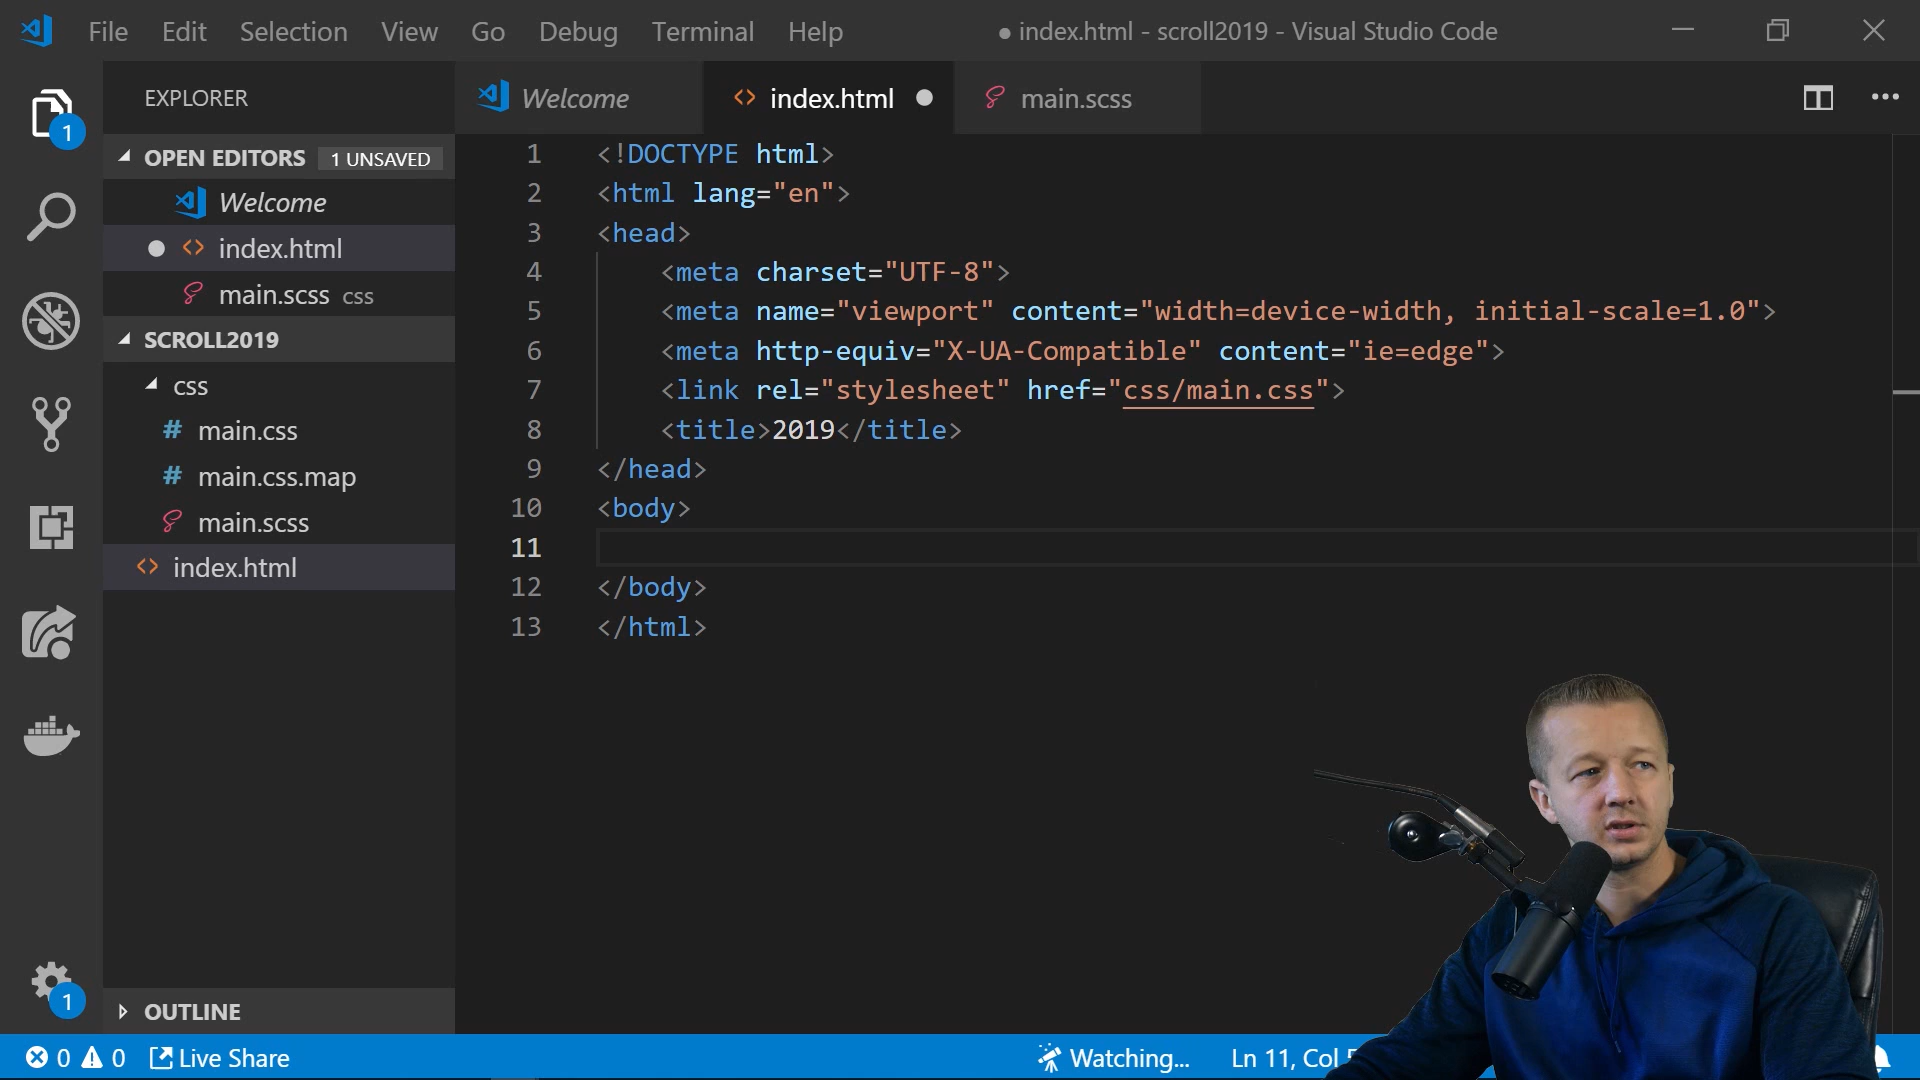 File Edit Selection View Go Debug Terminal Help ● index.html - scroll2019 - Visual Studio Code
EXPLORER
Welcome index.html main.scss
1
OPEN EDITORS 1 UNSAVED
Welcome
index.html
main.scss css
SCROLL2019
css
main.css
main.css.map
main.scss
index.html
1 <!DOCTYPE html>
2 <html lang="en">
3 <head>
4 <meta charset="UTF-8">
5 <meta name="viewport" content="width=device-width, initial-scale=1.0">
6 <meta http-equiv="X-UA-Compatible" content="ie=edge">
7 <link rel="stylesheet" href="css/main.css">
8 <title>2019</title>
9 </head>
10 <body>
11
12 </body>
13 </html>
1
OUTLINE
0 0 Live Share Watching... Ln 11, Col